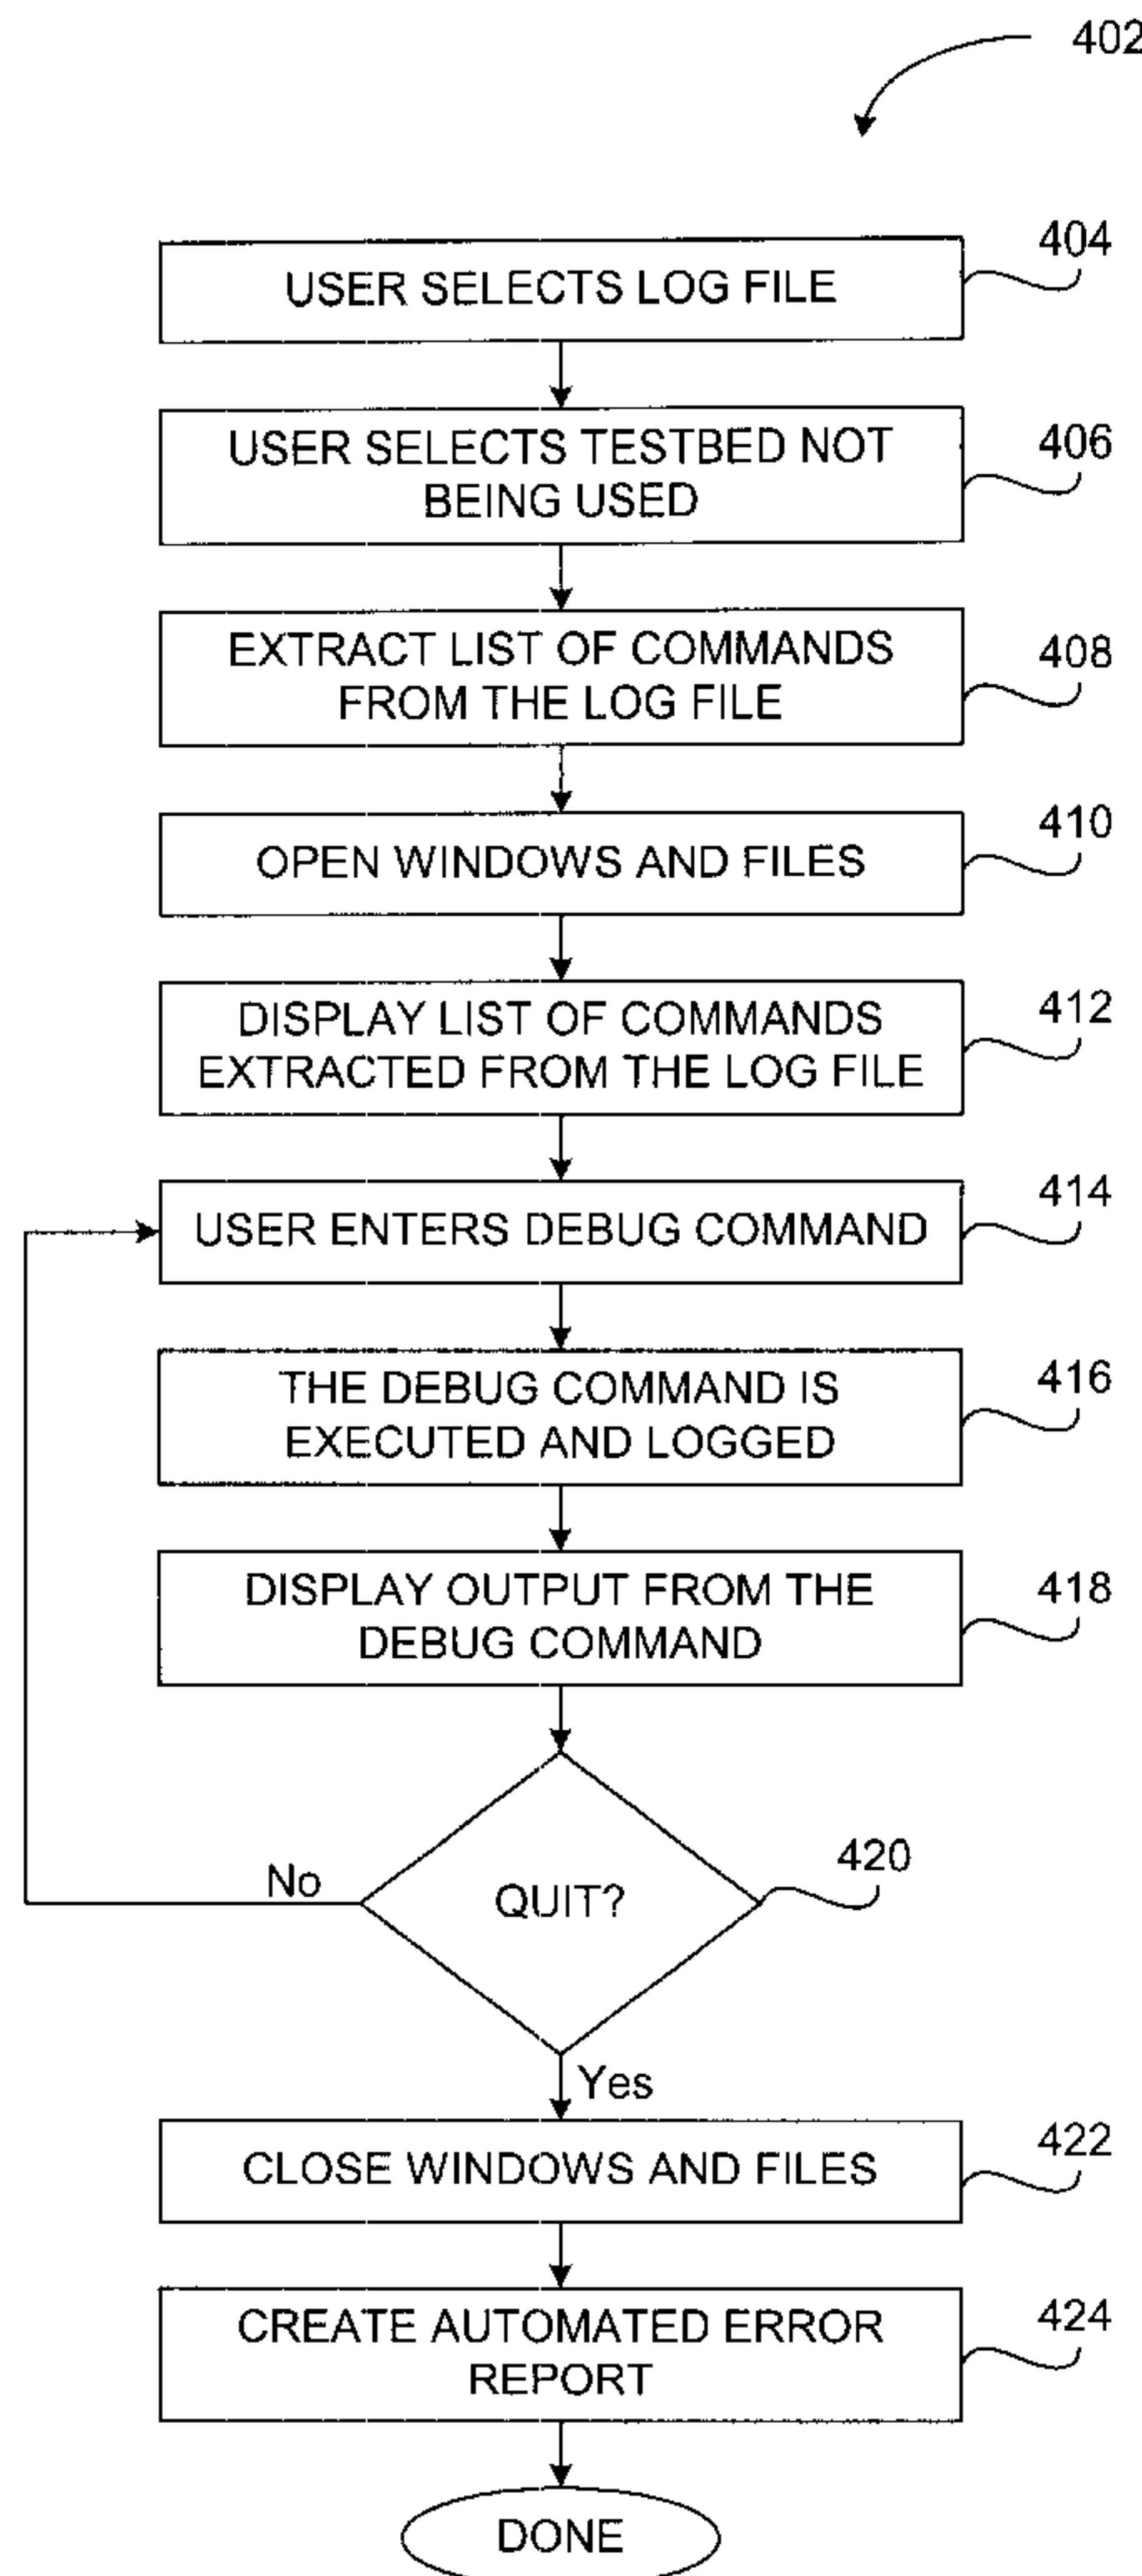 402
USER SELECTS LOG FILE
404
USER SELECTS TESTBED NOT
BEING USED
406
EXTRACT LIST OF COMMANDS
FROM THE LOG FILE
408
OPEN WINDOWS AND FILES
410
DISPLAY LIST OF COMMANDS
EXTRACTED FROM THE LOG FILE
412
USER ENTERS DEBUG COMMAND
414
THE DEBUG COMMAND IS
EXECUTED AND LOGGED
416
DISPLAY OUTPUT FROM THE
DEBUG COMMAND
418
No
QUIT?
420
Yes
CLOSE WINDOWS AND FILES
422
CREATE AUTOMATED ERROR
REPORT
424
DONE